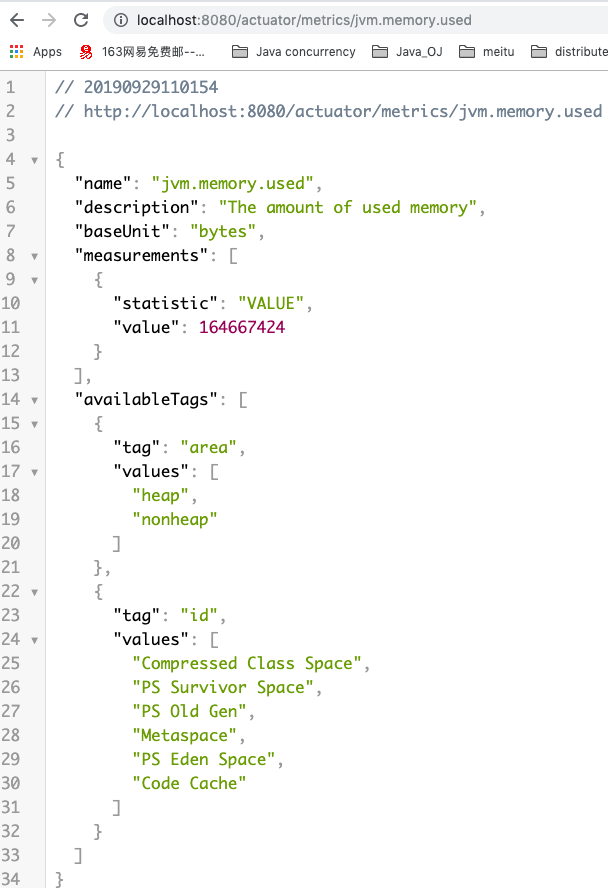 localhost:8080/actuator/metrics/jvm.memory.used
Apps 163网易免费邮--... Java concurrency Java_OJ meitu distribute
1 // 20190929110154
2 // http://localhost:8080/actuator/metrics/jvm.memory.used
3
4 {
5 "name": "jvm.memory.used",
6 "description": "The amount of used memory",
7 "baseUnit": "bytes",
8 "measurements": [
9 {
10 "statistic": "VALUE",
11 "value": 164667424
12 }
13 ],
14 "availableTags": [
15 {
16 "tag": "area",
17 "values": [
18 "heap",
19 "nonheap"
20 ]
21 },
22 {
23 "tag": "id",
24 "values": [
25 "Compressed Class Space",
26 "PS Survivor Space",
27 "PS Old Gen",
28 "Metaspace",
29 "PS Eden Space",
30 "Code Cache"
31 ]
32 }
33 ]
34 }